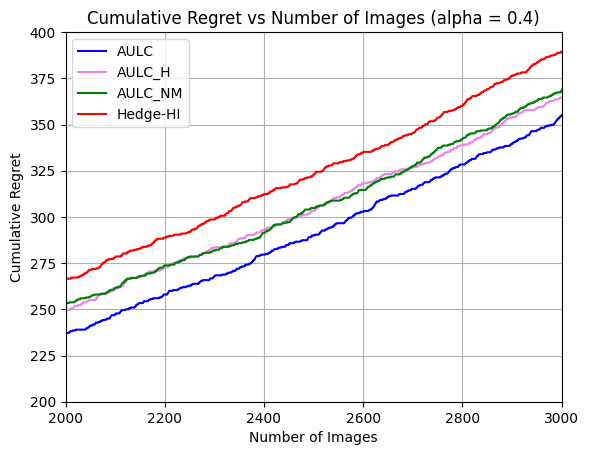 Cumulative Regret vs Number of Images (alpha = 0.4)
400
375
350
325
300
275
250
225
200
Cumulative Regret
AULC
AULC_H
AULC_NM
Hedge-HI
2000
2200
2400
2600
2800
3000
Number of Images